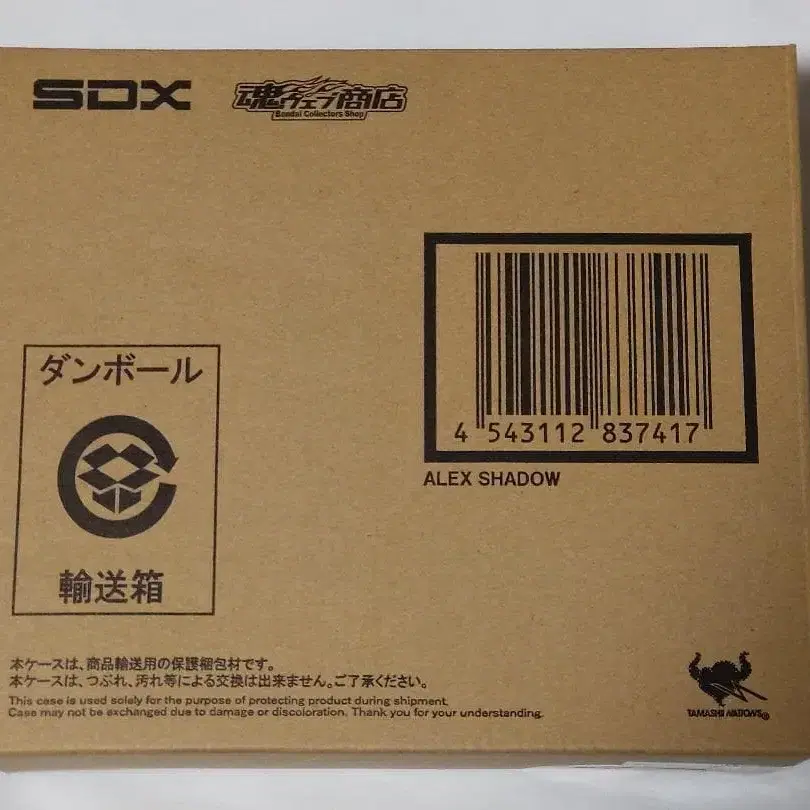 SDX
魂ウェブ商店
Bandai Collectors Shop
4 543112 837417
ALEX SHADOW
ダンボール
輸送箱
本ケースは、商品輸送用の保護梱包材です。
本ケースは、つぶれ、汚れ等による交換は出来ません。ご了承ください。
This case is used solely for the purpose of protecting product during shipment.
Case may not be exchanged due to damage or discoloration. Thank you for your understanding.
TAMASHII NATIONS®